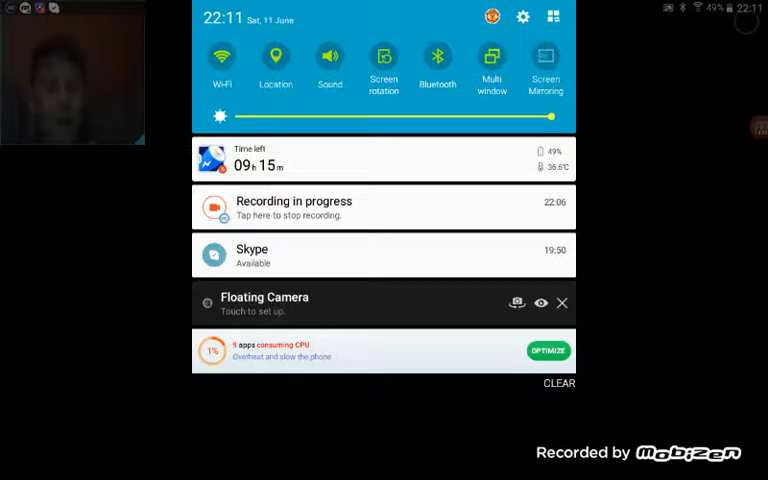 49% 22:11
22:11 Sat, 11 June
Wi-Fi
Location
Sound
Screen rotation
Bluetooth
Multi window
Screen Mirroring
Time left
09h 15m
49%
36.5°C
Recording in progress
22:06
Tap here to stop recording.
Skype
19:50
Available
Floating Camera
Touch to set up.
1%
9 apps consuming CPU
Overheat and slow the phone
OPTIMIZE
CLEAR
Recorded by Mobizen